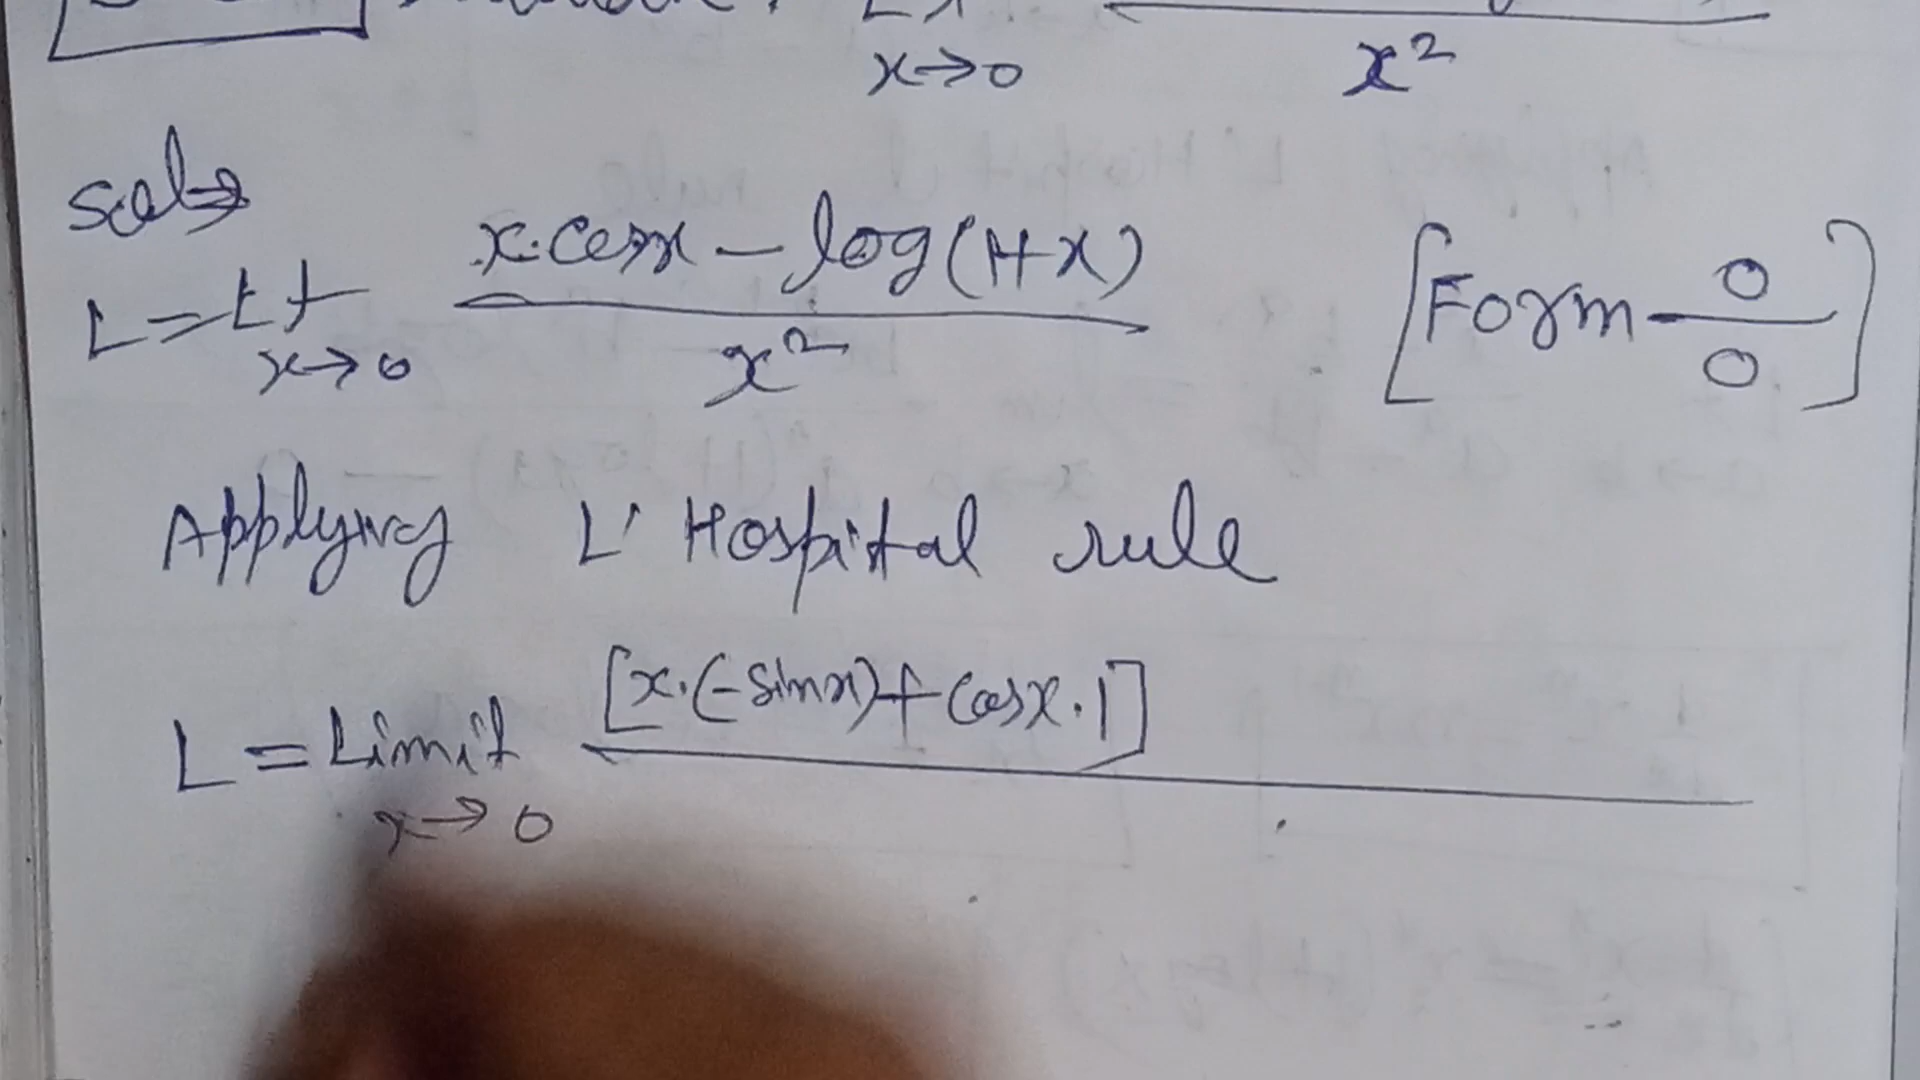 x→0 x²
Sol→
L = Lt x→0 x.cosx - log(1+x) / x² [Form - 0/0]
Applying L' Hospital rule
L = Limit x→0 [x.(-sinx) + cosx.1]